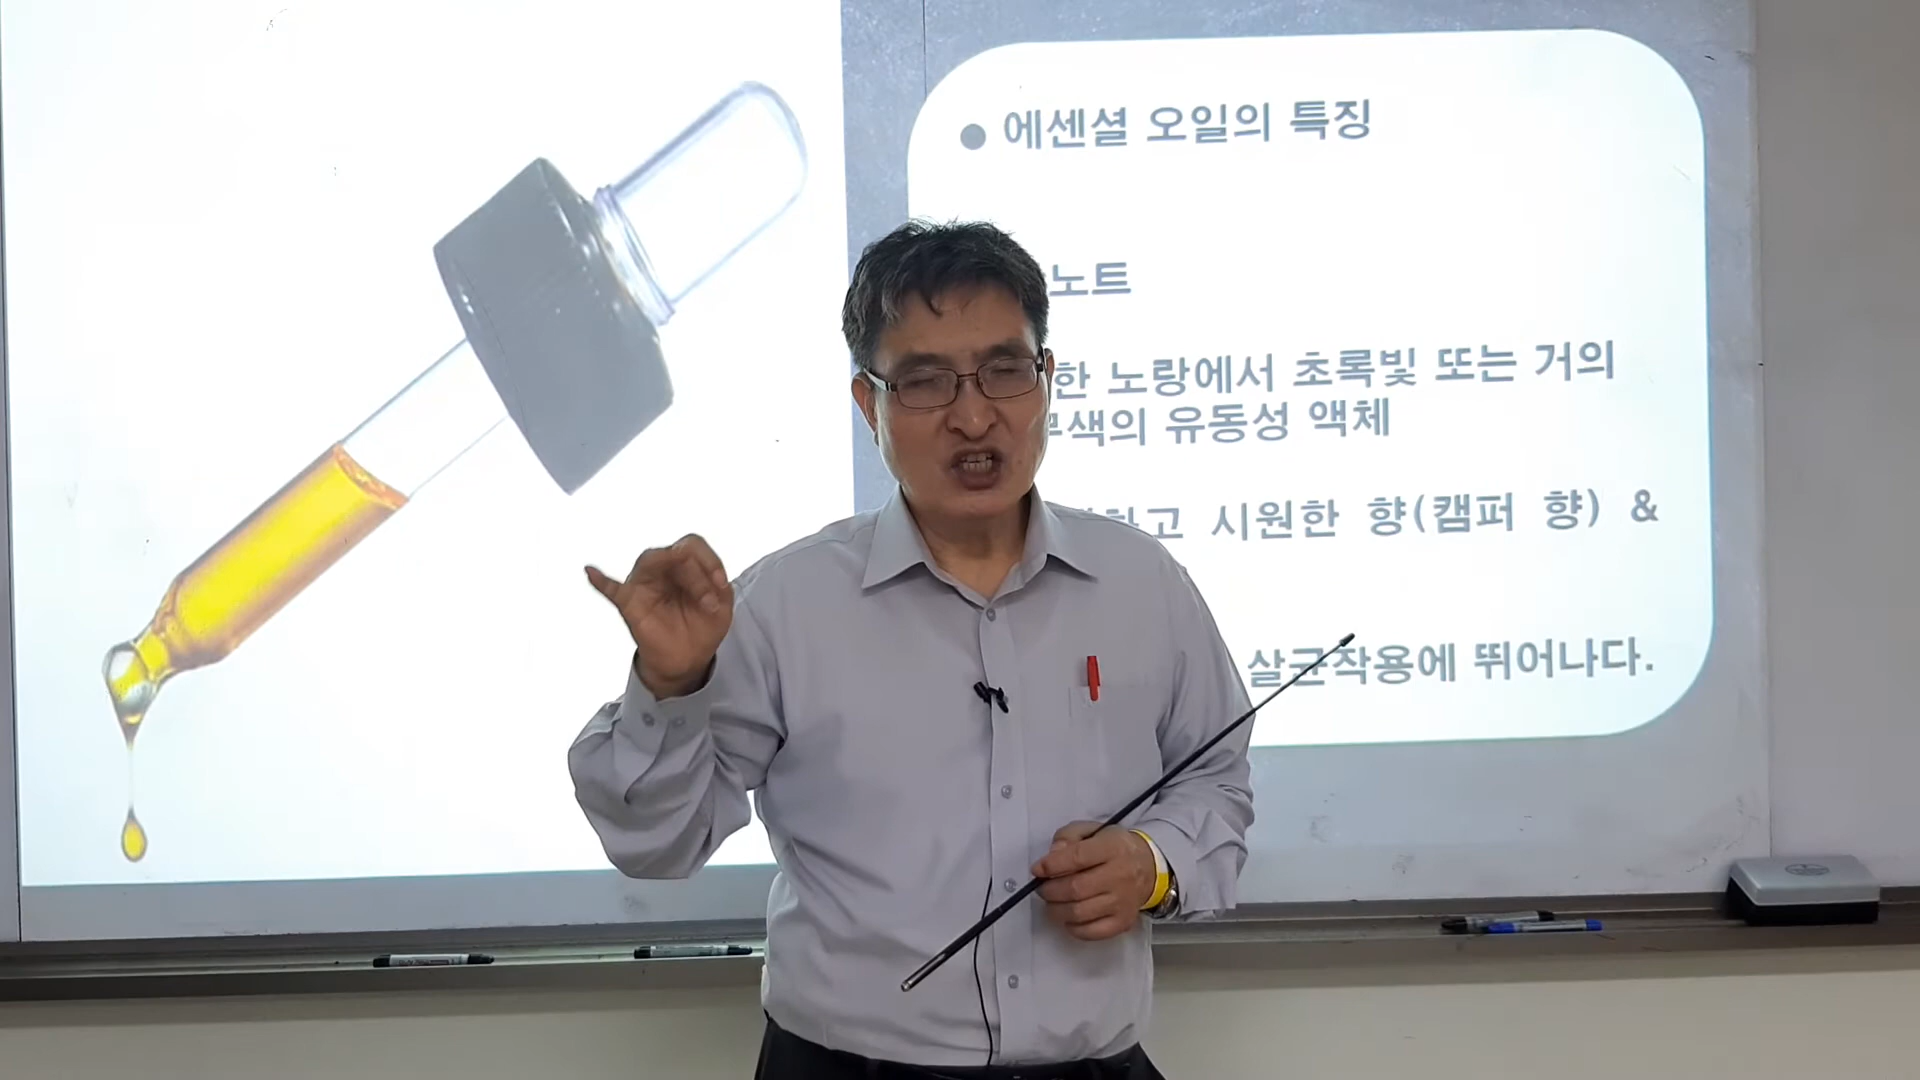 ● 에센셜 오일의 특징
노트
한 노랑에서 초록빛 또는 거의
무색의 유동성 액체
시원한 향(캠퍼 향) &
살균작용에 뛰어나다.